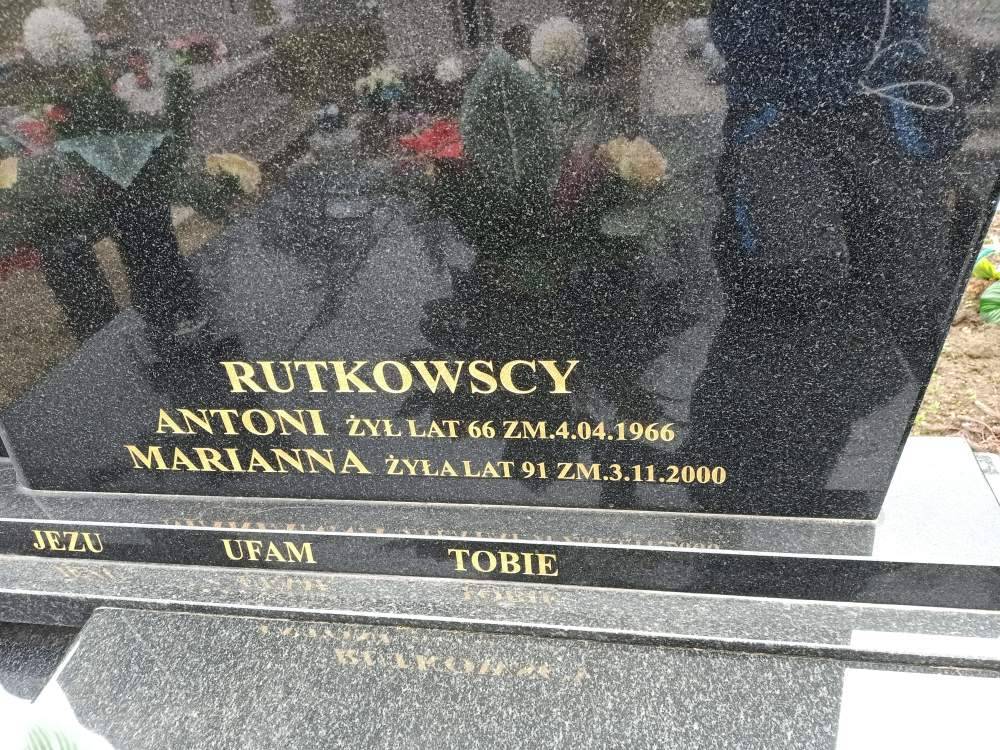 RUTKOWSCY
ANTONI ŻYŁ LAT 66 ZM.4.04.1966
MARIANNA ŻYŁA LAT 91 ZM.3.11.2000
JEZU UFAM TOBIE